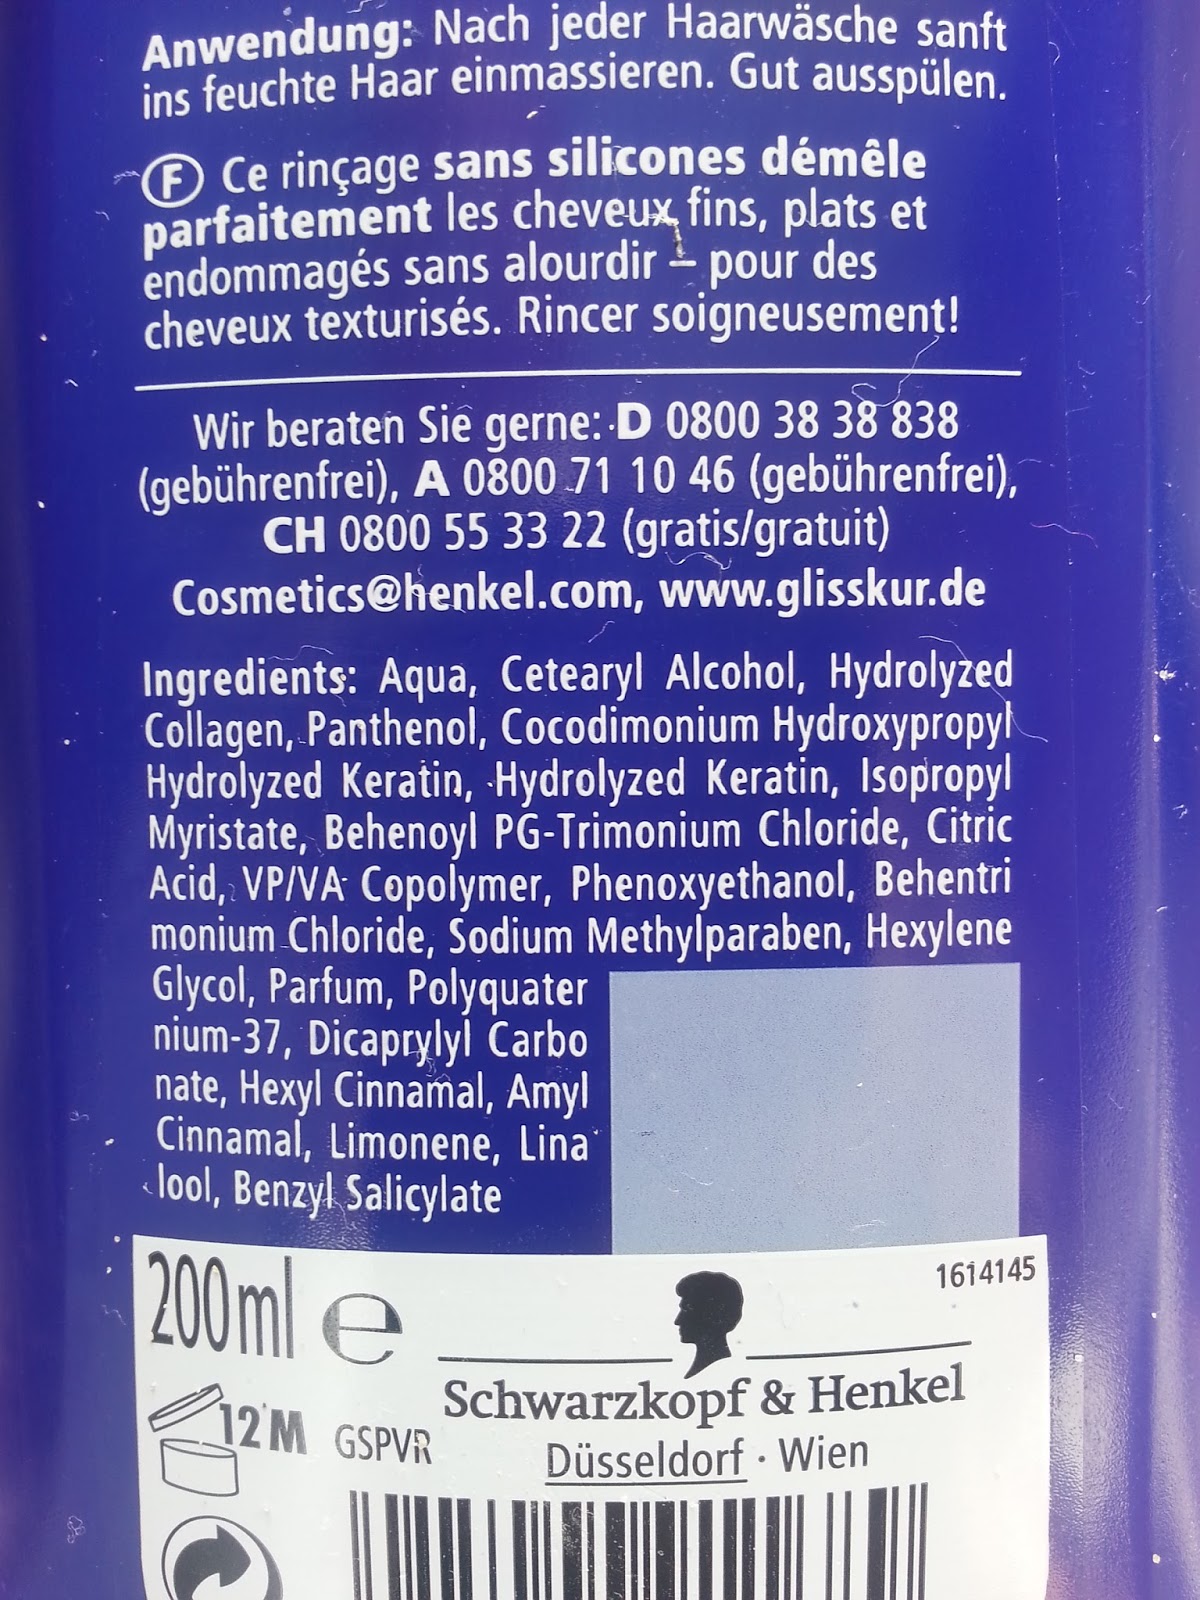 Anwendung: Nach jeder Haarwäsche sanft
ins feuchte Haar einmassieren. Gut ausspülen.
F Ce rinçage sans silicones démêle
parfaitement les cheveux fins, plats et
endommagés sans alourdir – pour des
cheveux texturisés. Rincer soigneusement!
Wir beraten Sie gerne: D 0800 38 38 838
(gebührenfrei), A 0800 71 10 46 (gebührenfrei),
CH 0800 55 33 22 (gratis/gratuit)
Cosmetics@henkel.com, www.glisskur.de
Ingredients: Aqua, Cetearyl Alcohol, Hydrolyzed
Collagen, Panthenol, Cocodimonium Hydroxypropyl
Hydrolyzed Keratin, Hydrolyzed Keratin, Isopropyl
Myristate, Behenoyl PG-Trimonium Chloride, Citric
Acid, VP/VA Copolymer, Phenoxyethanol, Behentri
monium Chloride, Sodium Methylparaben, Hexylene
Glycol, Parfum, Polyquater
nium-37, Dicaprylyl Carbo
nate, Hexyl Cinnamal, Amyl
Cinnamal, Limonene, Lina
lool, Benzyl Salicylate
200ml e
1614145
12M GSPVR
Schwarzkopf & Henkel
Düsseldorf · Wien